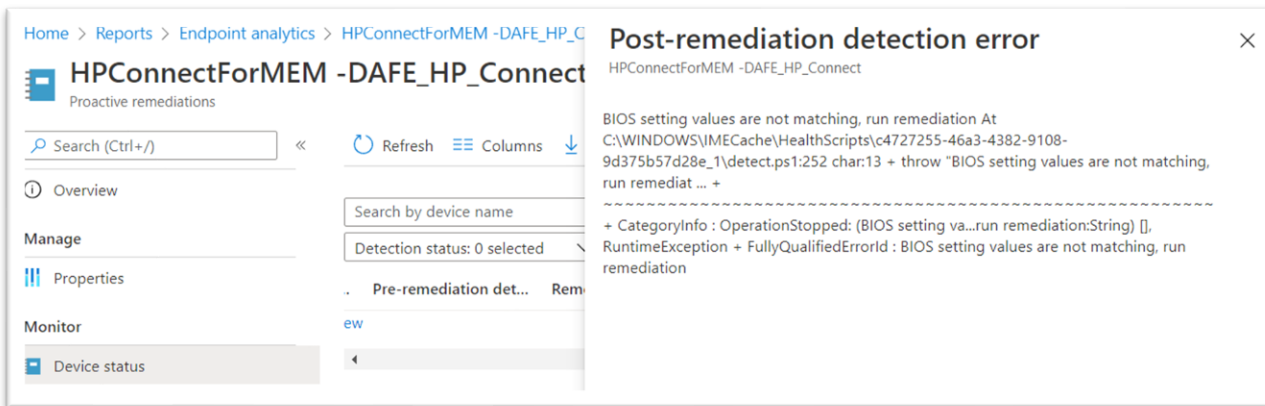 Home > Reports > Endpoint analytics > HPConnectForMEM -DAFE_HP_C
HPConnectForMEM -DAFE_HP_Connect
Proactive remediations
Search (Ctrl+/)
«
Refresh
Columns
Overview
Search by device name
Detection status: 0 selected
Manage
Properties
.. Pre-remediation det... Rem
Monitor
ew
Device status
Post-remediation detection error
HPConnectForMEM -DAFE_HP_Connect
BIOS setting values are not matching, run remediation At
C:\WINDOWS\IMECache\HealthScripts\c4727255-46a3-4382-9108-
9d375b57d28e_1\detect.ps1:252 char:13 + throw "BIOS setting values are not matching,
run remediat ... +
~~~~~~~~~~~~~~~~~~~~~~~~~~~~~~~~~~~~~~~~~~~~~~~~~~~~~~~~~
+ CategoryInfo : OperationStopped: (BIOS setting va...run remediation:String) [],
RuntimeException + FullyQualifiedErrorId : BIOS setting values are not matching, run
remediation